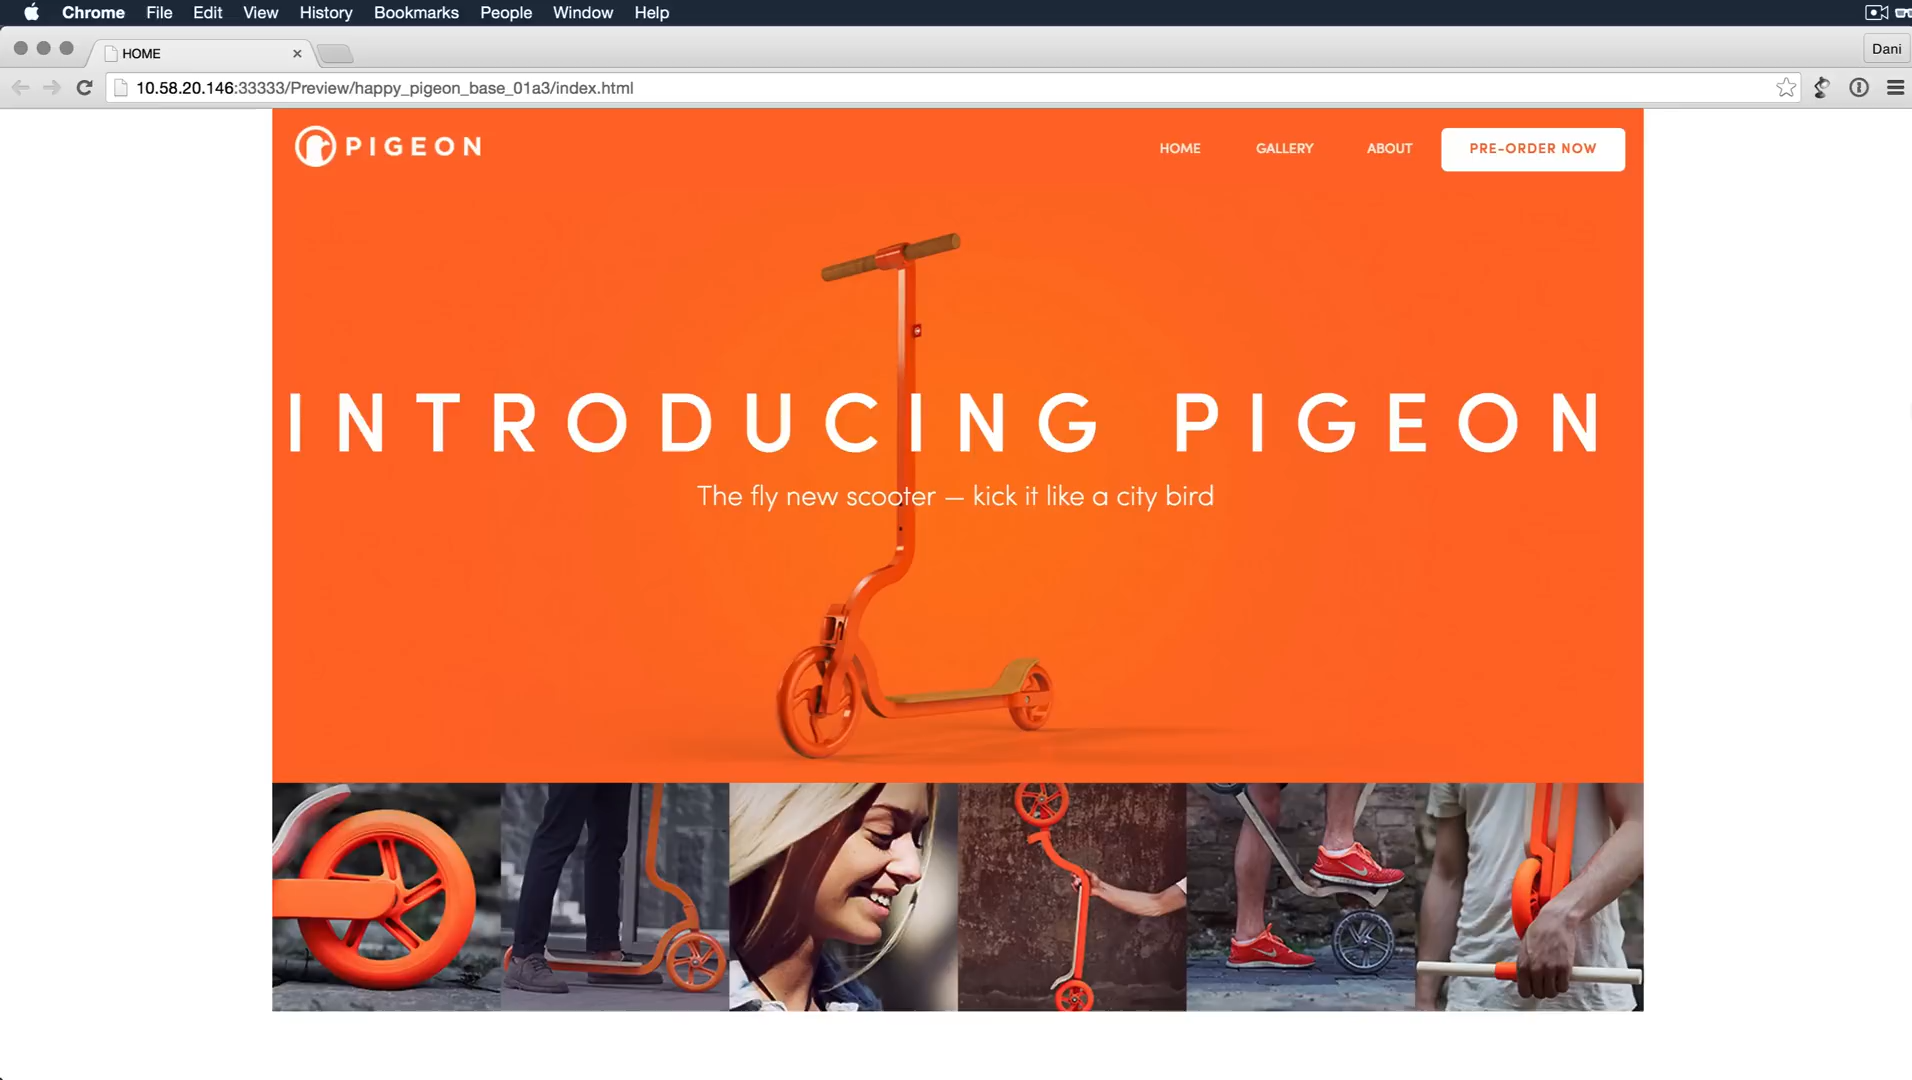 Chrome File Edit View History Bookmarks People Window Help
HOME
Dani
10.58.20.146:33333/Preview/happy_pigeon_base_01a3/index.html
PIGEON
HOME GALLERY ABOUT PRE-ORDER NOW
INTRODUCING PIGEON
The fly new scooter — kick it like a city bird